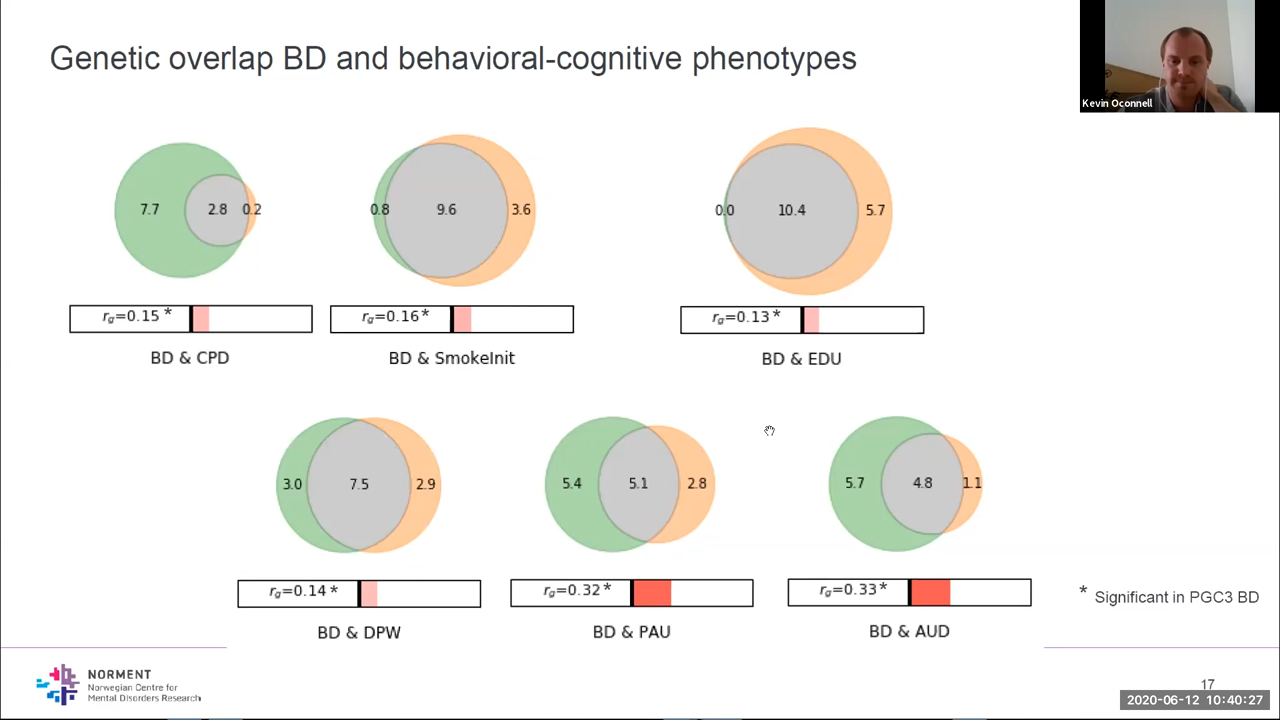 Genetic overlap BD and behavioral-cognitive phenotypes
Kevin Oconnell
7.7 2.8 0.2
0.8 9.6 3.6
0.0 10.4 5.7
rg=0.15 *
rg=0.16 *
rg=0.13 *
BD & CPD
BD & SmokeInit
BD & EDU
3.0 7.5 2.9
5.4 5.1 2.8
5.7 4.8 1.1
rg=0.14 *
rg=0.32 *
rg=0.33 *
BD & DPW
BD & PAU
BD & AUD
* Significant in PGC3 BD
NORMENT
Norwegian Centre for
Mental Disorders Research
17
2020-06-12 10:40:27